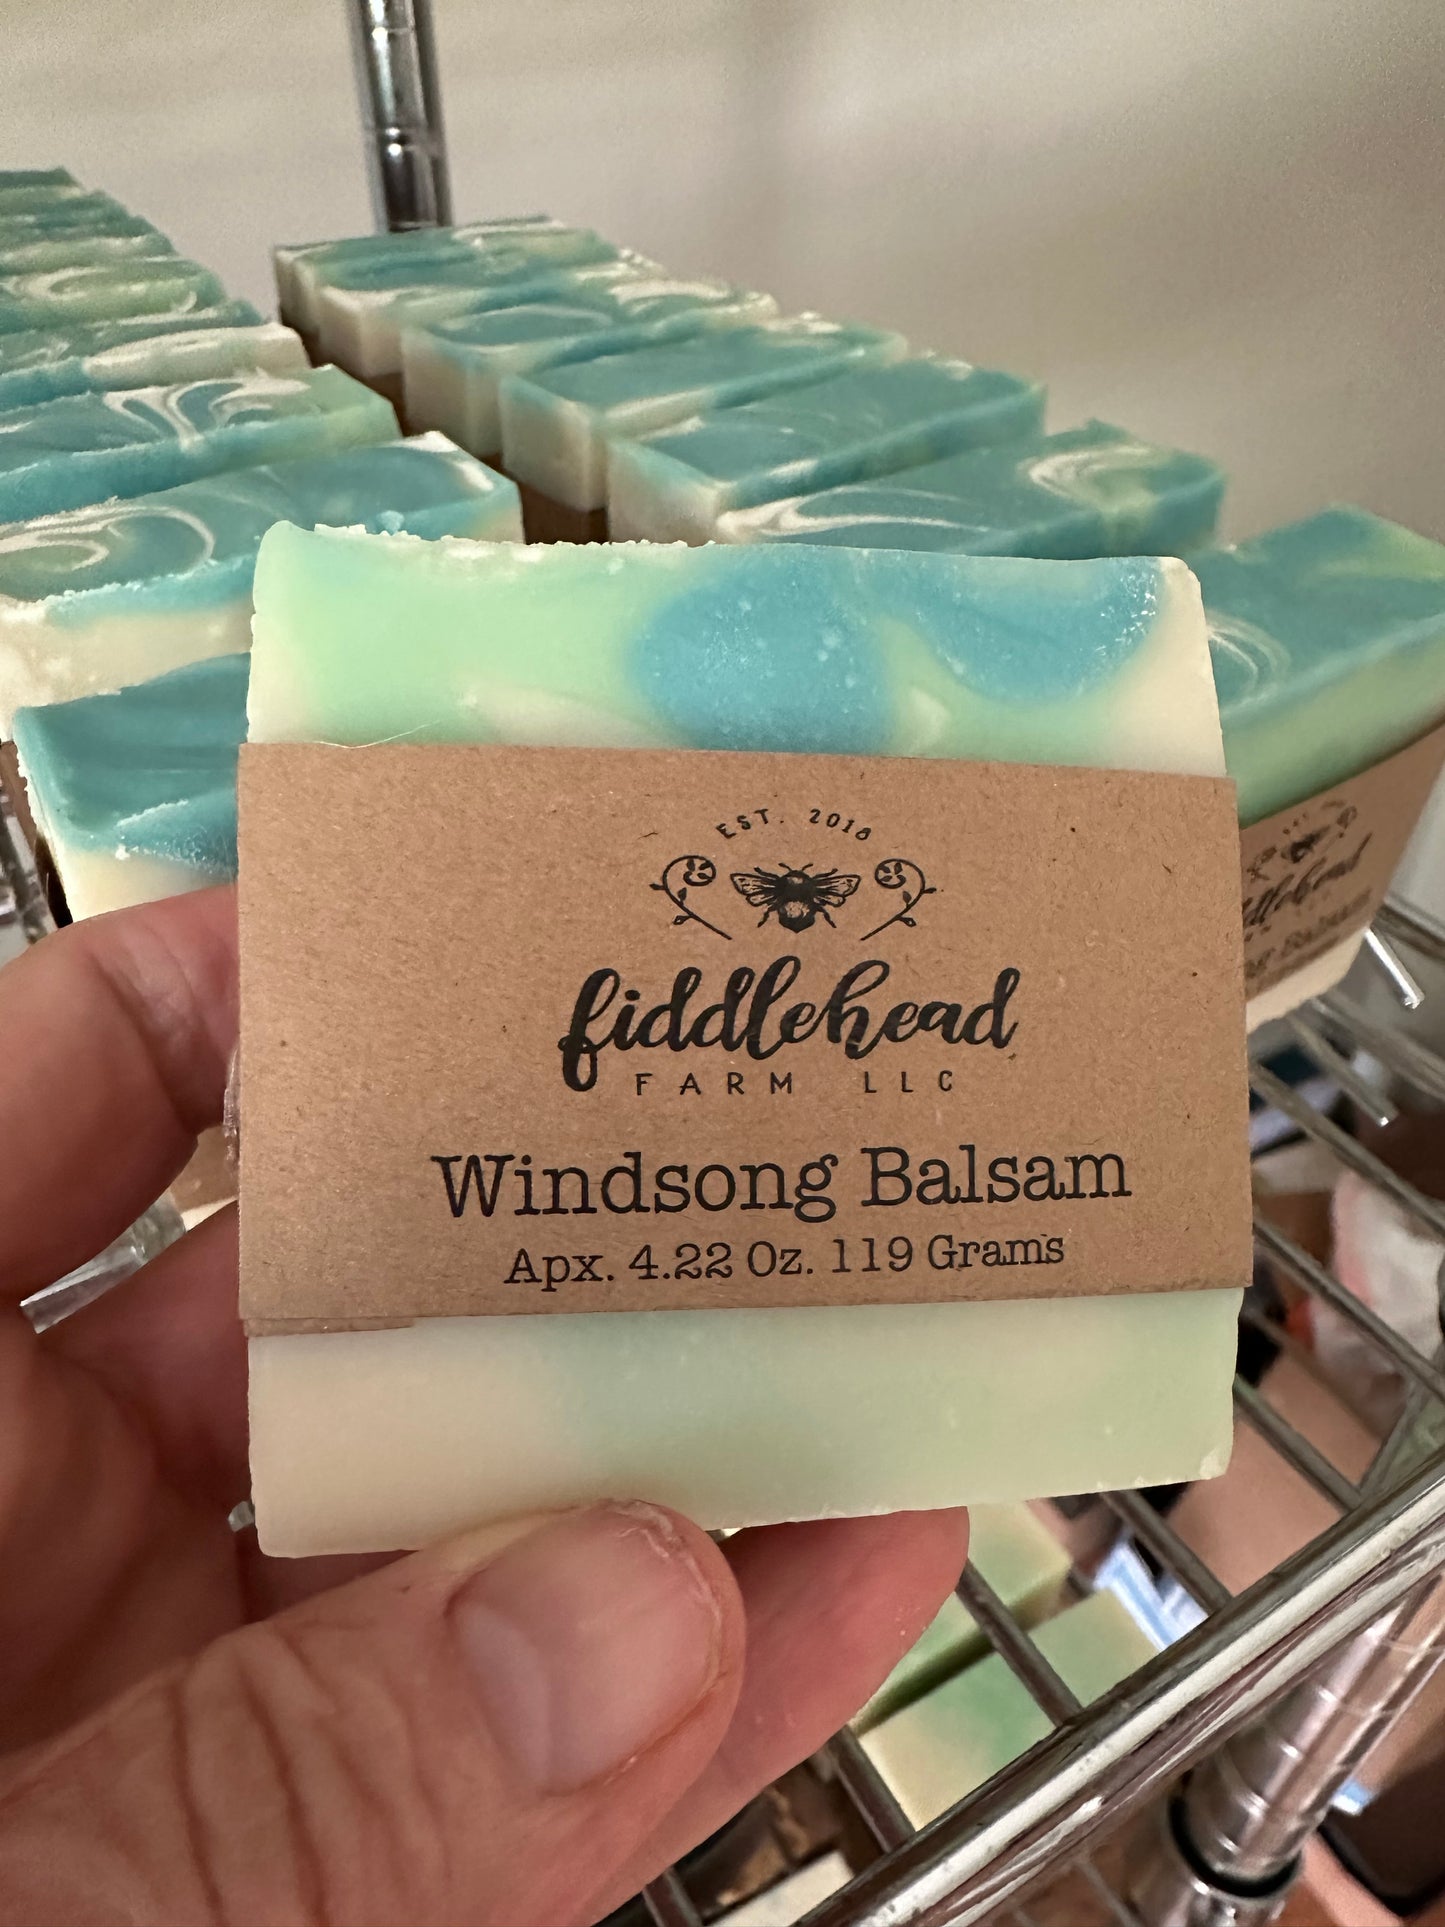 EST. 2018
fiddlehead
FARM LLC
Windsong Balsam
Apx. 4.22 Oz. 119 Grams